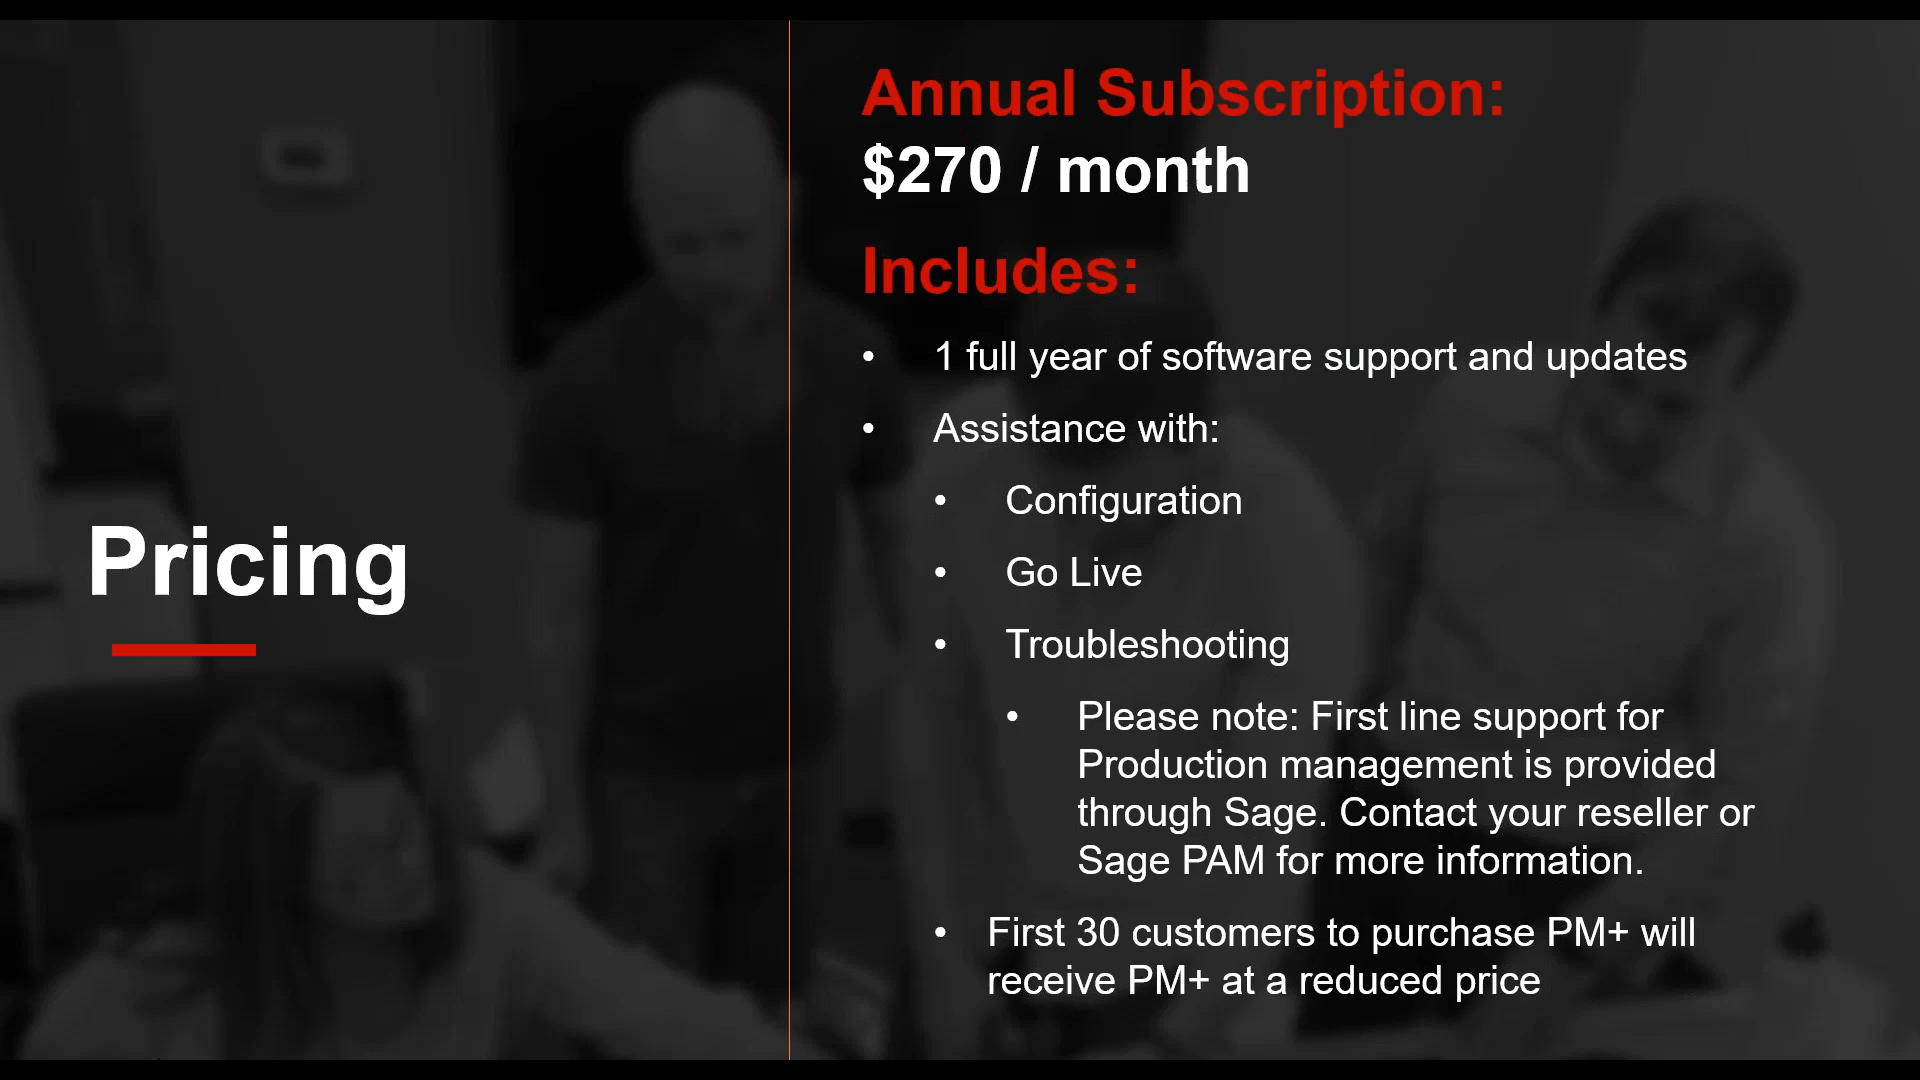 Pricing
Annual Subscription:
$270 / month
Includes:
• 1 full year of software support and updates
• Assistance with:
• Configuration
• Go Live
• Troubleshooting
• Please note: First line support for
Production management is provided
through Sage. Contact your reseller or
Sage PAM for more information.
• First 30 customers to purchase PM+ will
receive PM+ at a reduced price